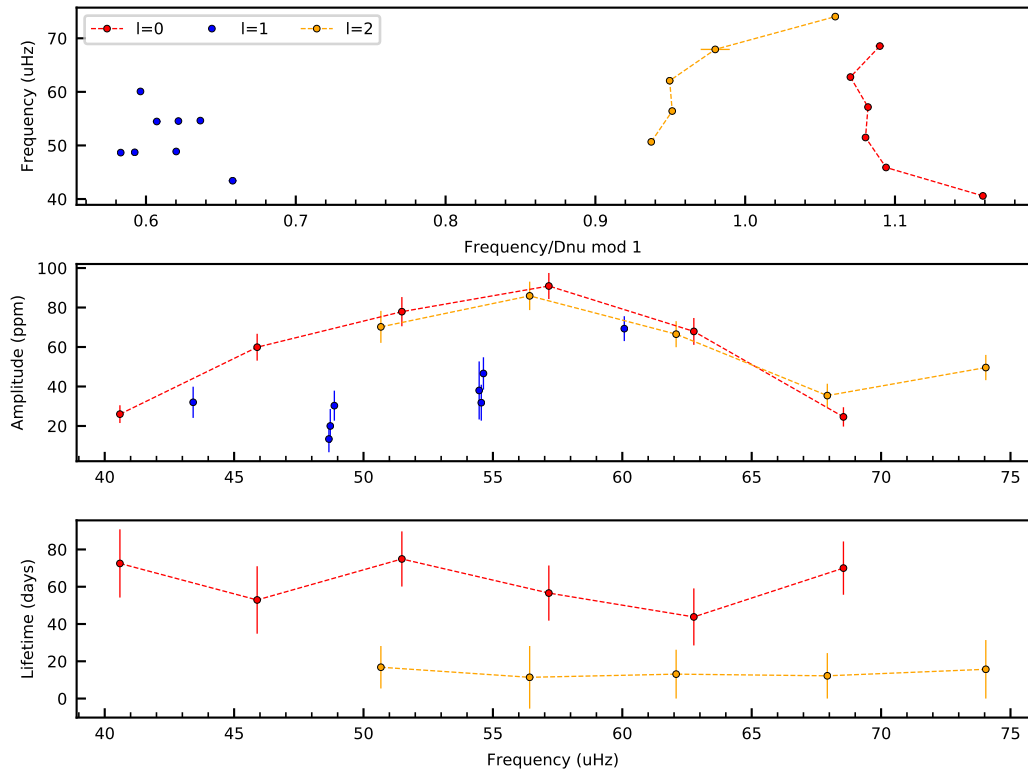 l=0 l=1 l=2
Frequency (uHz)
70
60
50
40
0.6 0.7 0.8 0.9 1.0 1.1
Frequency/Dnu mod 1
Amplitude (ppm)
100
80
60
40
20
40 45 50 55 60 65 70 75
Lifetime (days)
80
60
40
20
0
40 45 50 55 60 65 70 75
Frequency (uHz)